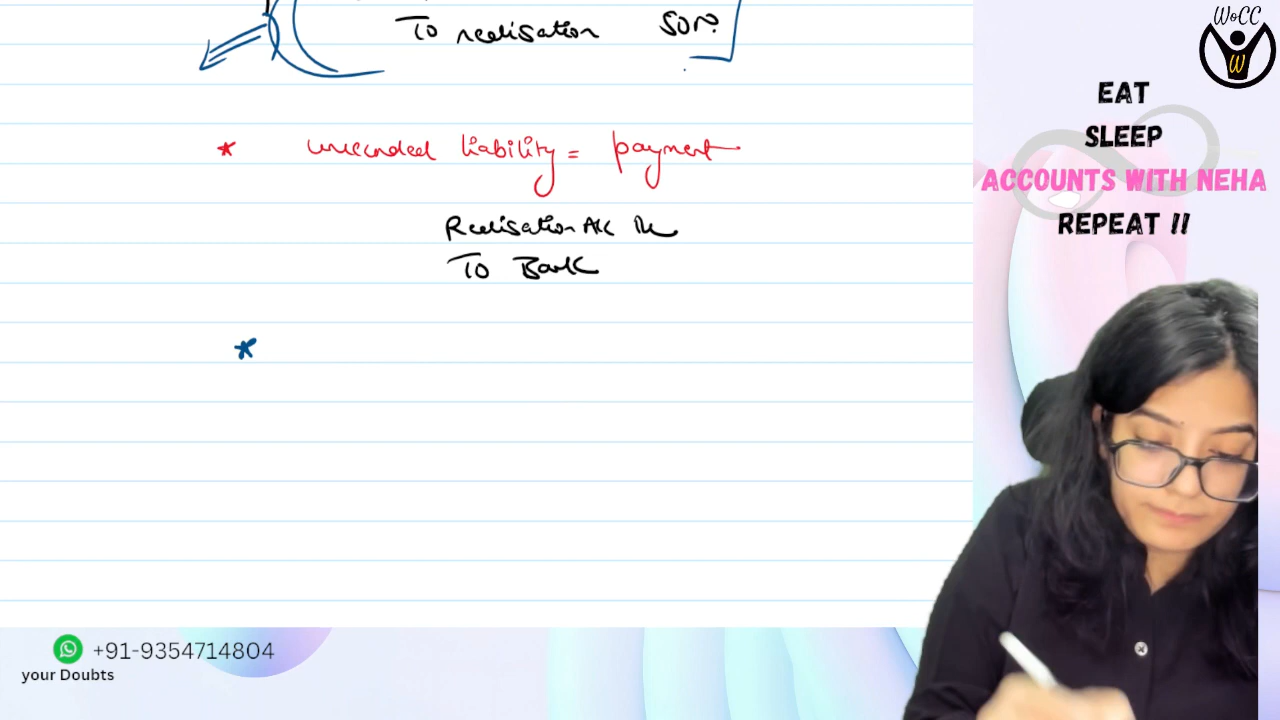 To realisation 50n?
* unrecorded liability = payment
Realisation A/c Dr
To Bank
*
WOCC
W
EAT
SLEEP
ACCOUNTS WITH NEHA
REPEAT !!
+91-9354714804
your Doubts